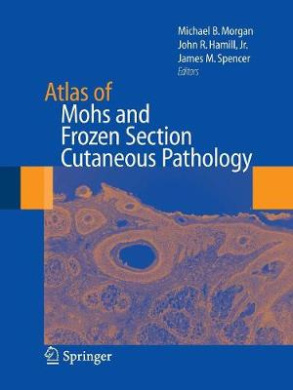 Michael B. Morgan
John R. Hamill, Jr.
James M. Spencer
Editors
Atlas of
Mohs and
Frozen Section
Cutaneous Pathology
Springer